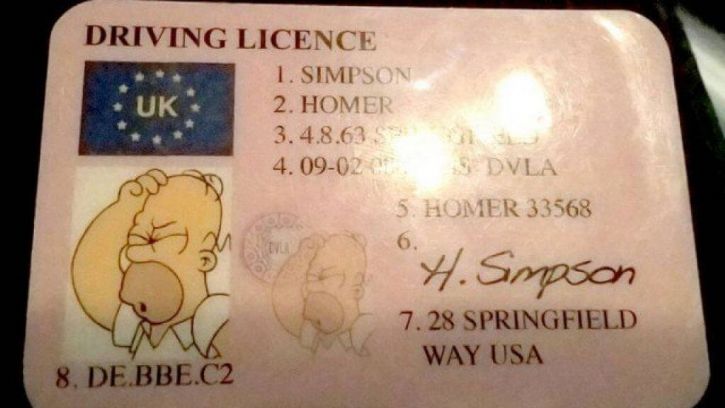 DRIVING LICENCE
UK
1. SIMPSON
2. HOMER
3. 4.8.63
4. 09-02 DVLA
5. HOMER 33568
6.
H. Simpson
DVLA
7. 28 SPRINGFIELD
WAY USA
8. DE.BBE.C2